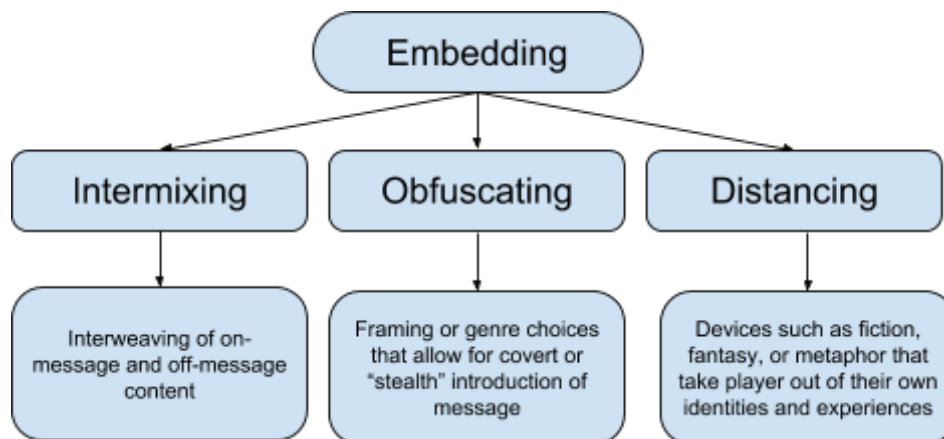 Embedding
Intermixing
Obfuscating
Distancing
Interweaving of on-
message and off-message
content
Framing or genre choices
that allow for covert or
“stealth” introduction of
message
Devices such as fiction,
fantasy, or metaphor that
take player out of their own
identities and experiences